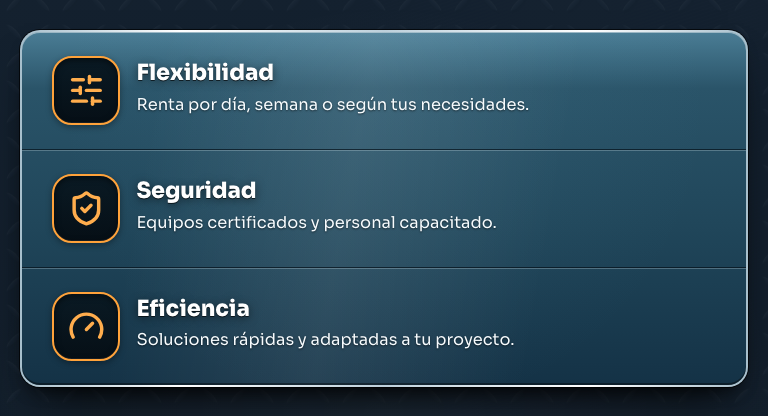 Flexibilidad
Renta por día, semana o según tus necesidades.
Seguridad
Equipos certificados y personal capacitado.
Eficiencia
Soluciones rápidas y adaptadas a tu proyecto.